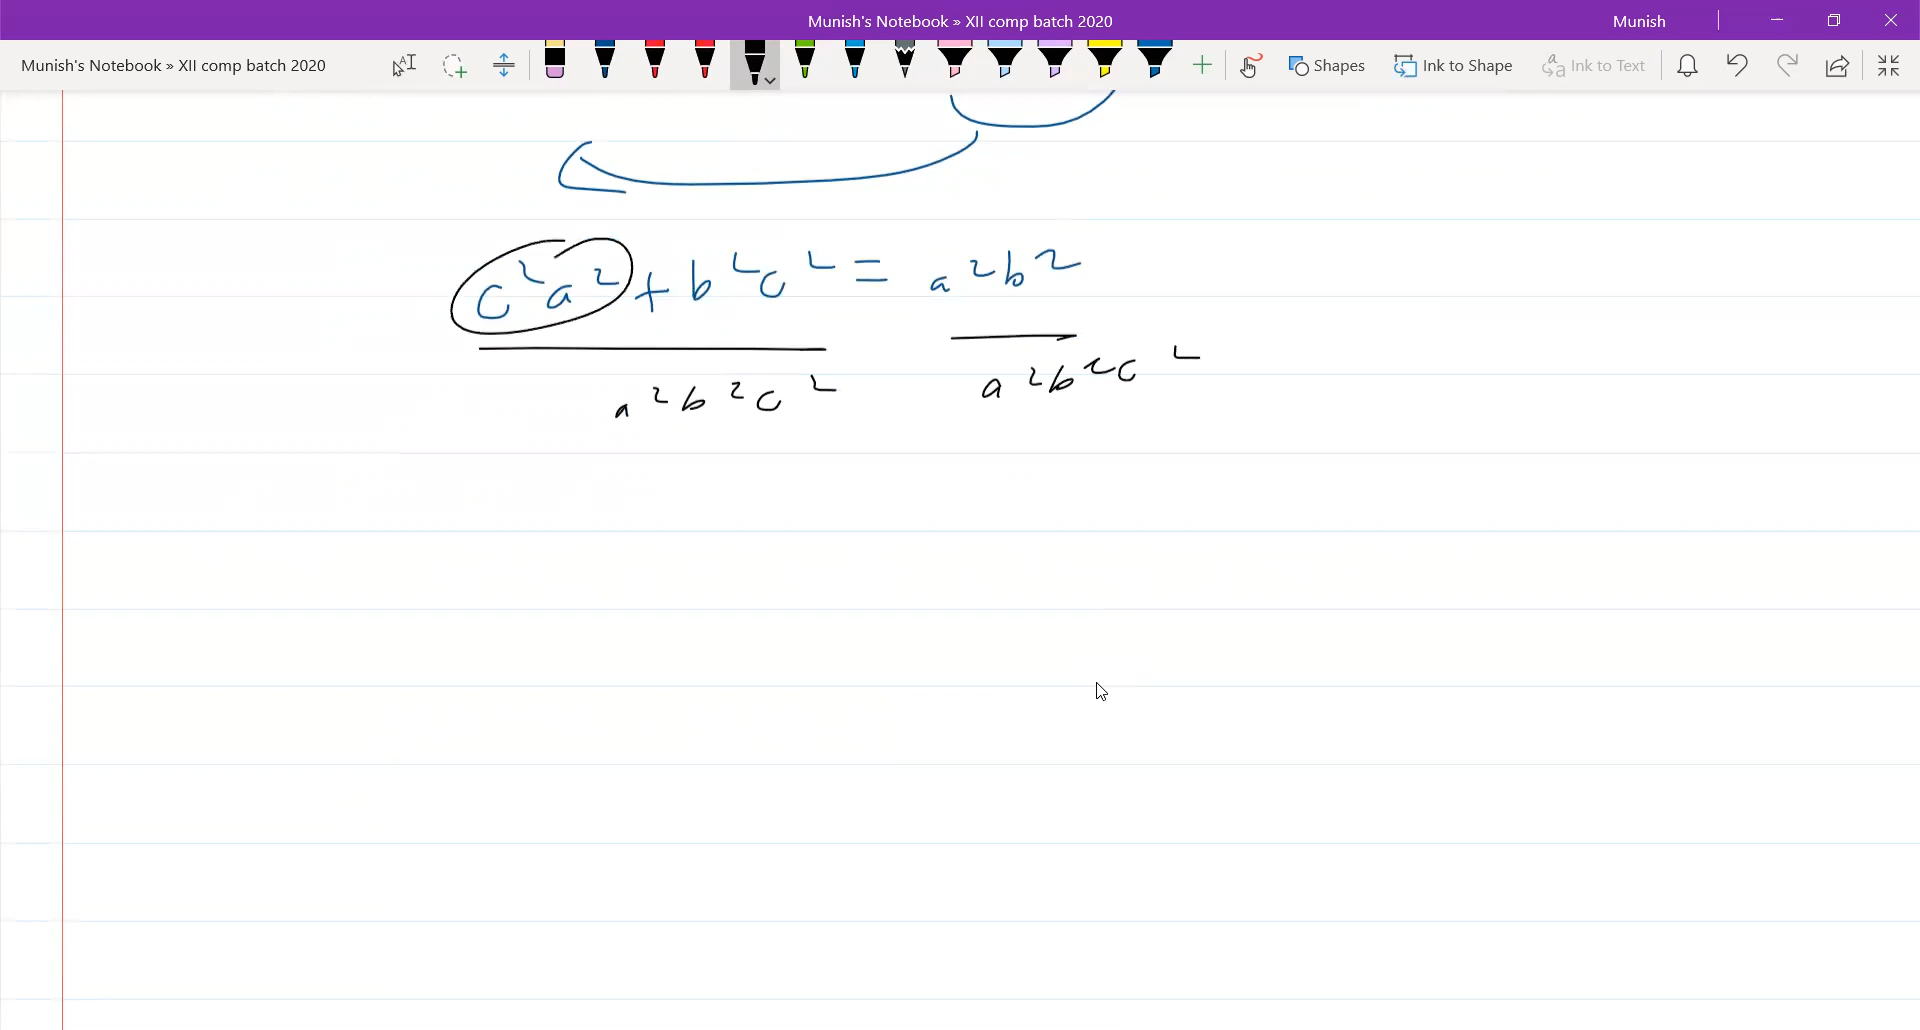 Munish's Notebook » XII comp batch 2020
Munish
Munish's Notebook » XII comp batch 2020
Shapes
Ink to Shape
Ink to Text
c²a² + b²c² = a²b²
a²b²c² a²b²c²